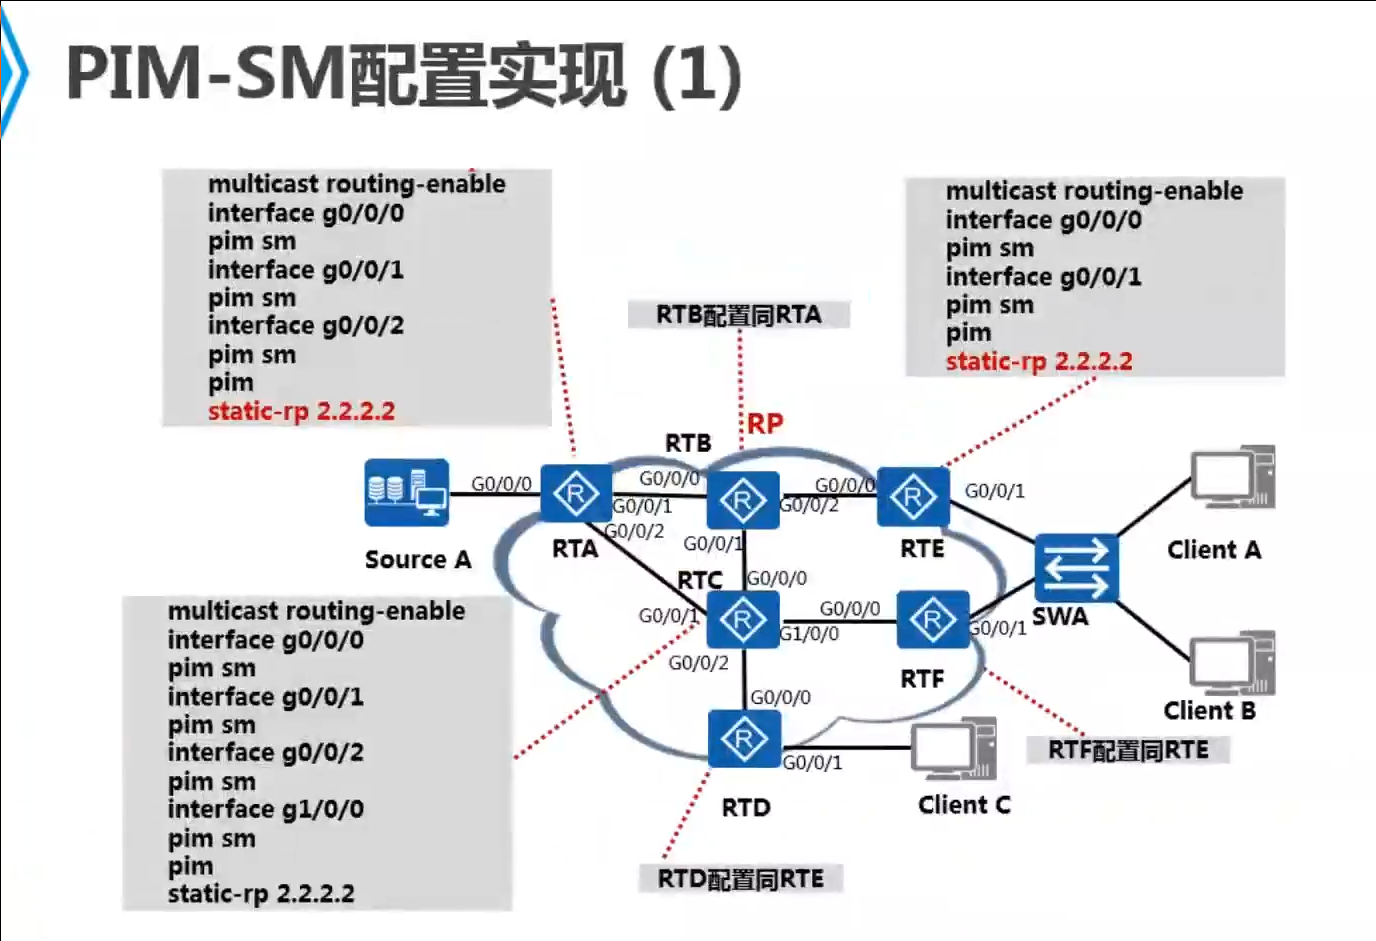 PIM-SM配置实现 (1)
multicast routing-enable
interface g0/0/0
pim sm
interface g0/0/1
pim sm
interface g0/0/2
pim sm
pim
static-rp 2.2.2.2
multicast routing-enable
interface g0/0/0
pim sm
interface g0/0/1
pim sm
pim
static-rp 2.2.2.2
RTB配置同RTA
RP
RTB
G0/0/0
G0/0/0
G0/0/0
G0/0/1
G0/0/1
G0/0/2
G0/0/2
Source A
RTA
G0/0/1
RTE
Client A
RTC
G0/0/0
G0/0/1
G0/0/0
G1/0/0
G0/0/1
SWA
G0/0/2
RTF
G0/0/0
Client B
RTF配置同RTE
G0/0/1
RTD
Client C
RTD配置同RTE
multicast routing-enable
interface g0/0/0
pim sm
interface g0/0/1
pim sm
interface g0/0/2
pim sm
interface g1/0/0
pim sm
pim
static-rp 2.2.2.2
R
R
R
R
R
R